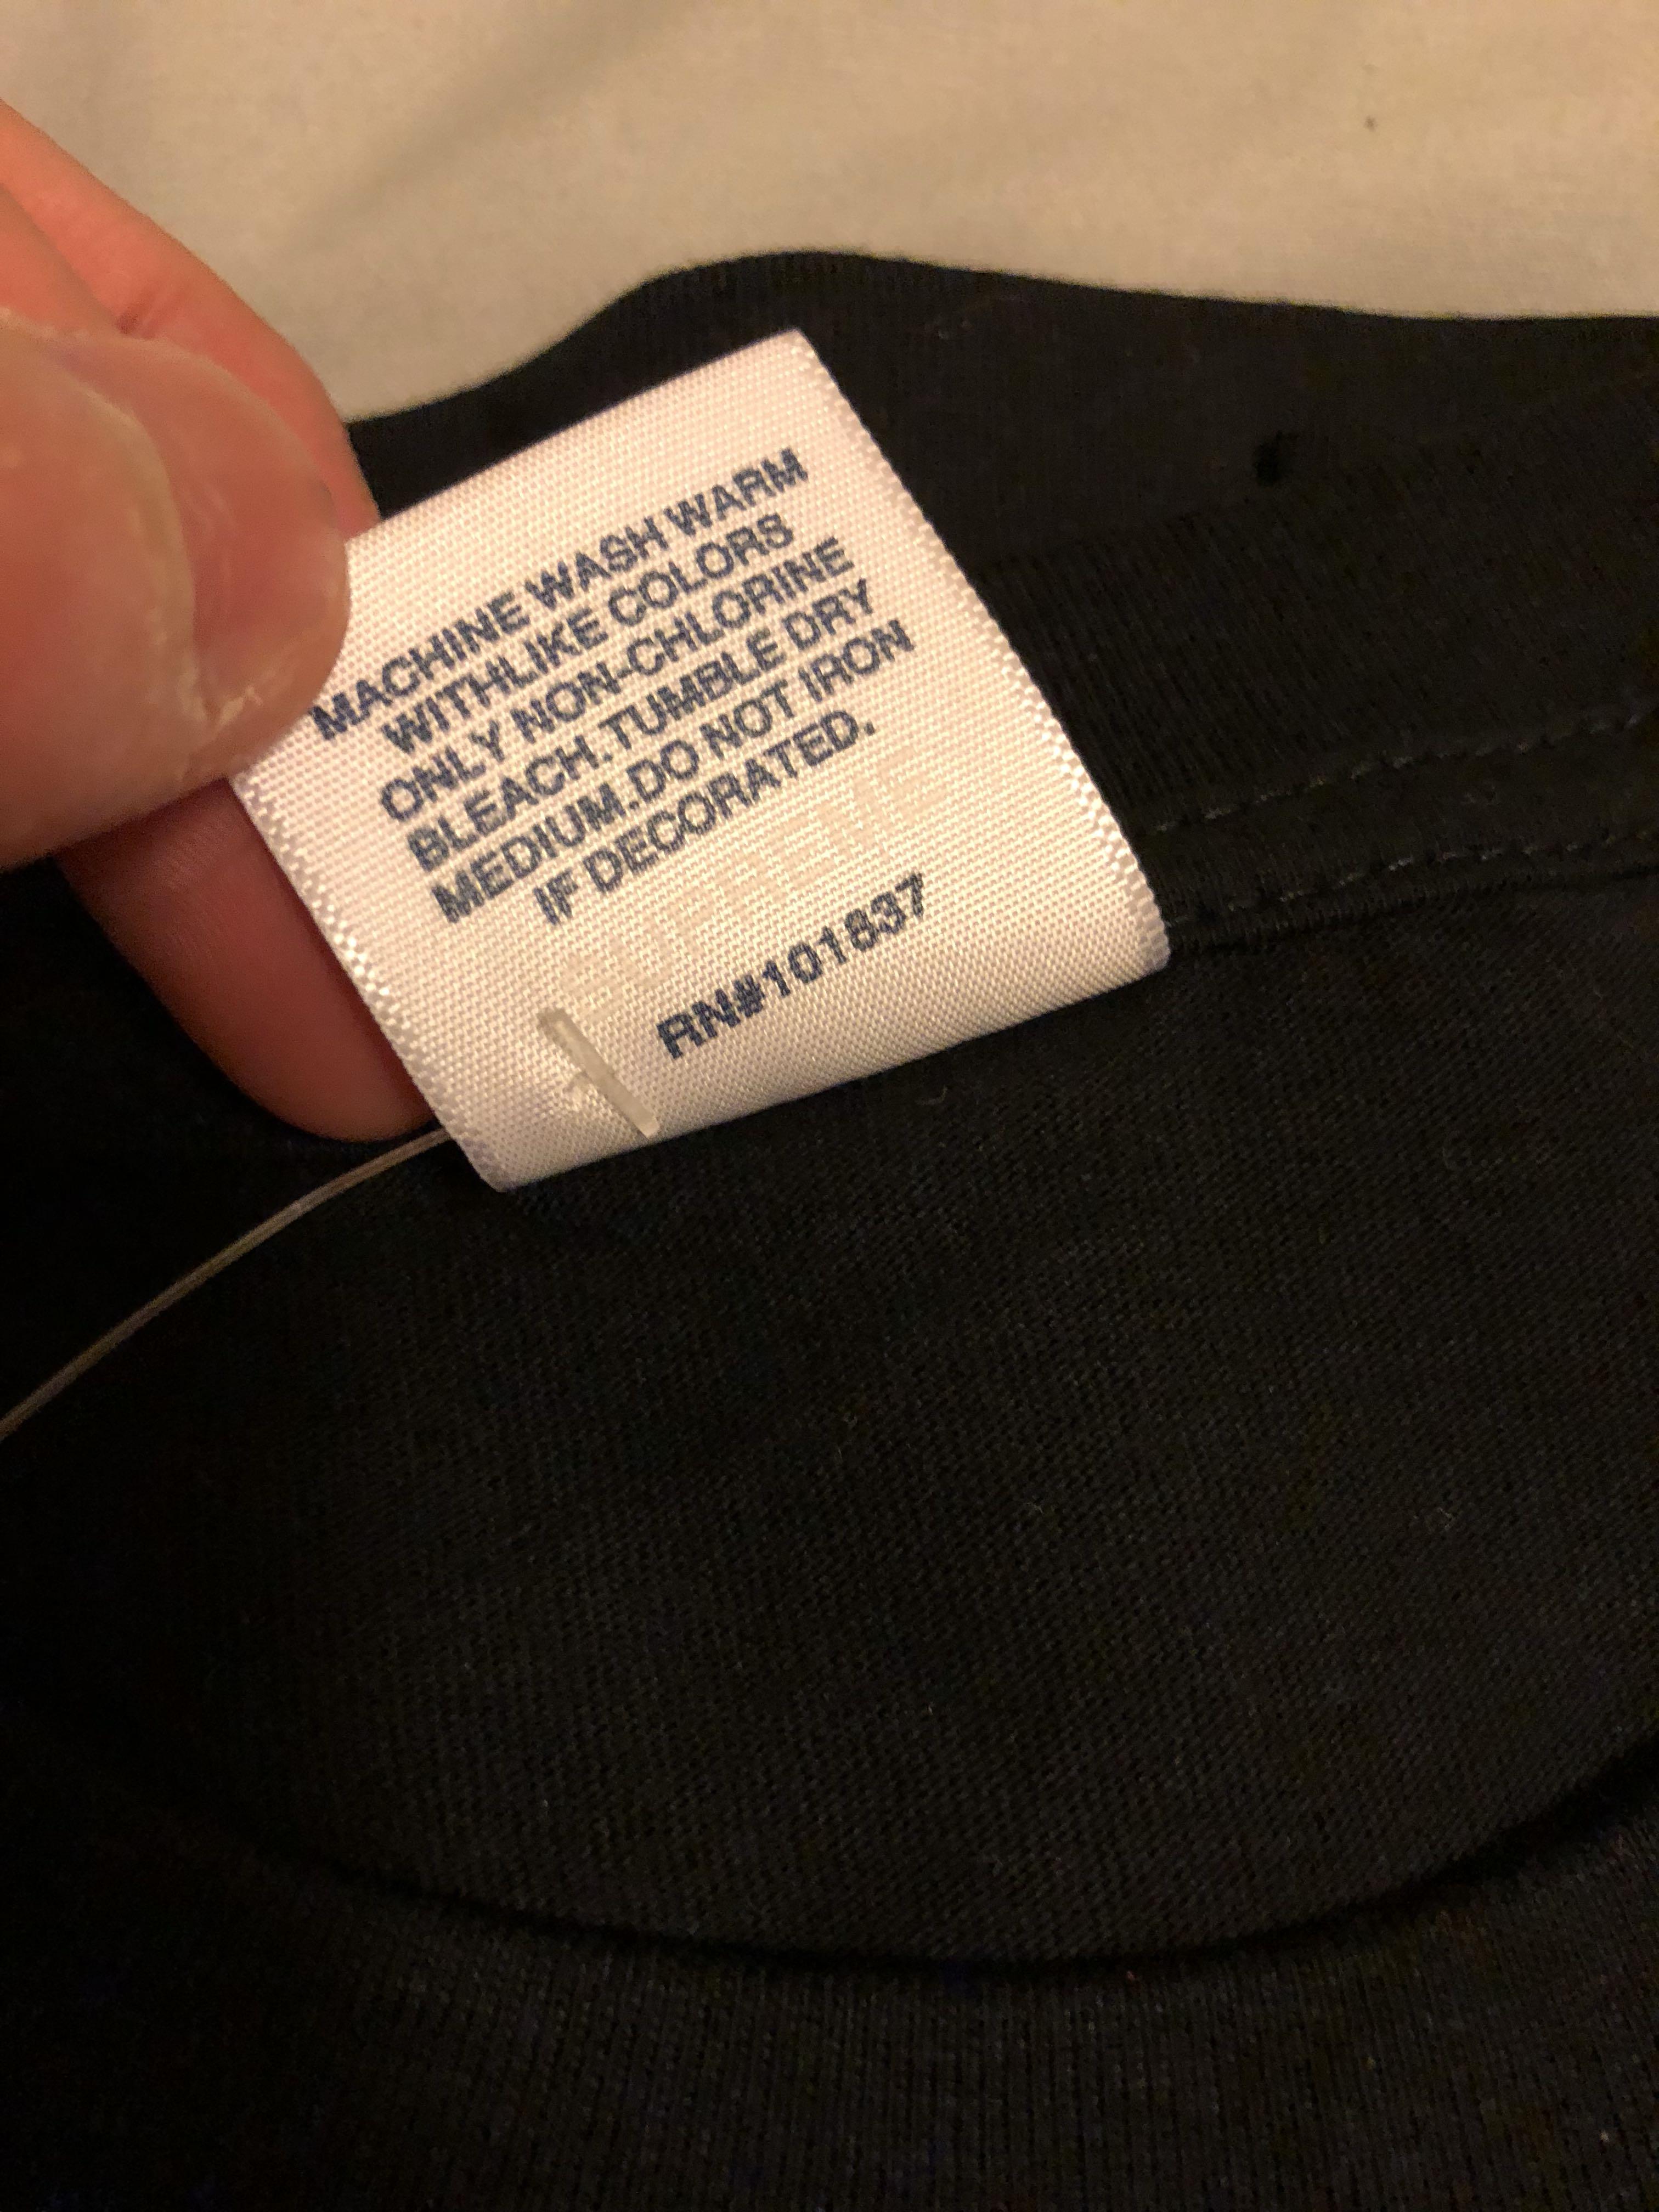 MACHINE WASH WARM
WITHLIKE COLORS
ONLY NON-CHLORINE
BLEACH.TUMBLE DRY
MEDIUM.DO NOT IRON
IF DECORATED.
SUPREME
RN#101837